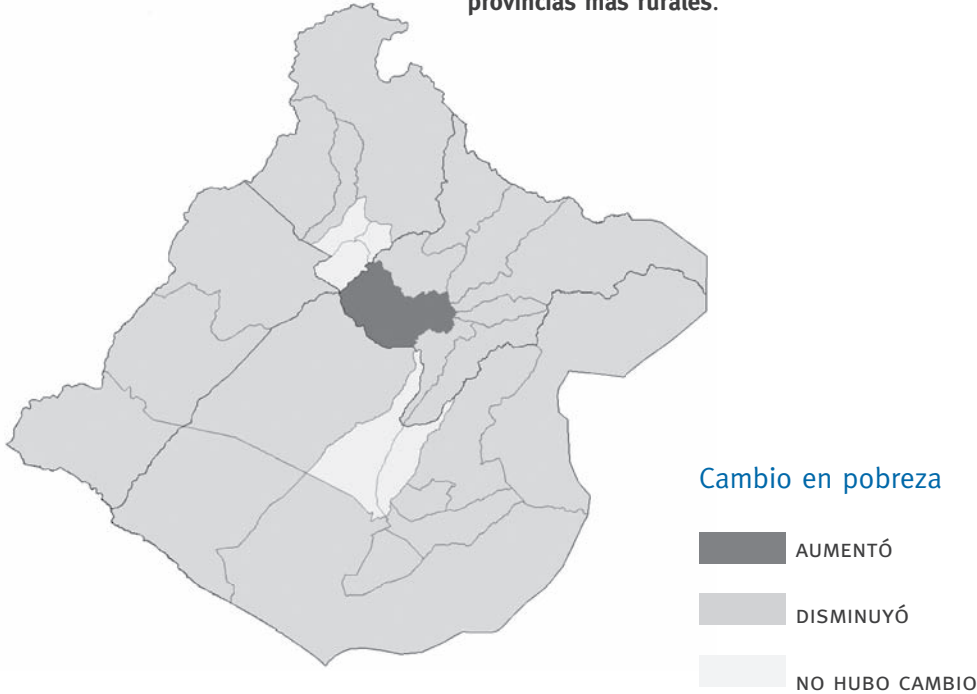 provincias más rurales.
Cambio en pobreza
AUMENTÓ
DISMINUYÓ
NO HUBO CAMBIO